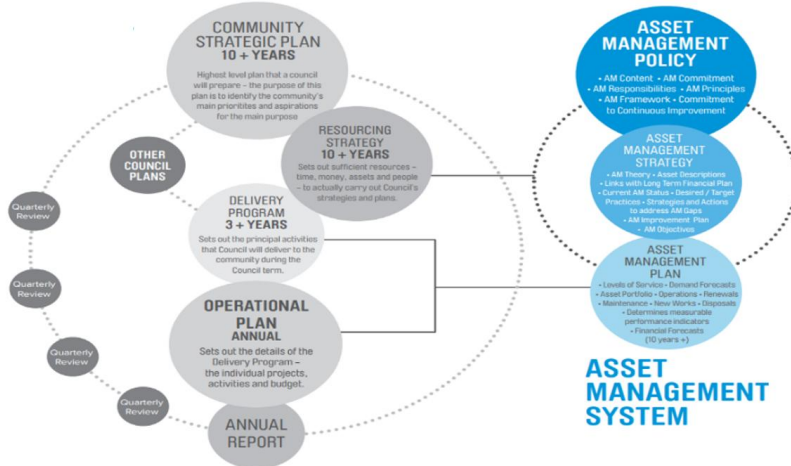 COMMUNITY
STRATEGIC PLAN
10 + YEARS
Highest level plan that a council
will prepare – the purpose of this
plan is to identify the community's
main prioritites and aspirations
for the main purpose
RESOURCING
STRATEGY
10 + YEARS
Sets out sufficient resources –
time, money, assets and people
– to actually carry out Council's
strategies and plans.
OTHER
COUNCIL
PLANS
DELIVERY
PROGRAM
3 + YEARS
Sets out the principal activities
that Council will deliver to the
community during the
Council term.
OPERATIONAL
PLAN
ANNUAL
Sets out the details of the
Delivery Program –
the individual projects,
activities and budget.
ANNUAL
REPORT
Quarterly
Review
Quarterly
Review
Quarterly
Review
Quarterly
Review
ASSET
MANAGEMENT
POLICY
• AM Content • AM Commitment
• AM Responsibilities • AM Principles
• AM Framework • Commitment
to Continuous Improvement
ASSET
MANAGEMENT
STRATEGY
• AM Theory • Asset Descriptions
• Links with Long Term Financial Plan
• Current AM Status • Desired / Target
Practices • Strategies and Actions
to address AM Gaps
• AM Improvement Plan
• AM Objectives
ASSET
MANAGEMENT
PLAN
• Levels of Service • Demand Forecasts
• Asset Portfolio • Operations • Renewals
• Maintenance • New Works • Disposals
• Determines measurable
performance indicators
• Financial Forecasts
(10 years +)
ASSET
MANAGEMENT
SYSTEM